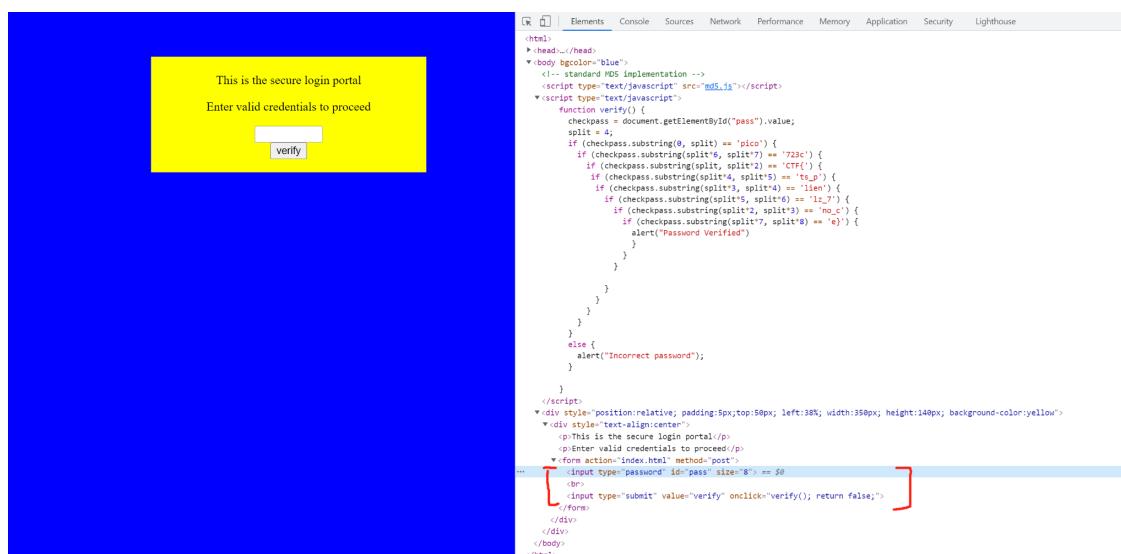 This is the secure login portal
Enter valid credentials to proceed
verify
Elements Console Sources Network Performance Memory Application Security Lighthouse
<html>
<head>…</head>
<body bgcolor="blue">
<!-- standard MD5 implementation -->
<script type="text/javascript" src="md5.js"></script>
<script type="text/javascript">
function verify() {
checkpass = document.getElementById("pass").value;
split = 4;
if (checkpass.substring(0, split) == 'pico') {
if (checkpass.substring(split*6, split*7) == '723c') {
if (checkpass.substring(split, split*2) == 'CTF{') {
if (checkpass.substring(split*4, split*5) == 'ts_p') {
if (checkpass.substring(split*3, split*4) == 'lien') {
if (checkpass.substring(split*5, split*6) == 'lz_7') {
if (checkpass.substring(split*2, split*3) == 'no_c') {
if (checkpass.substring(split*7, split*8) == 'e}') {
alert("Password Verified")
}
}
}
}
}
}
}
}
else {
alert("Incorrect password");
}
}
</script>
<div style="position:relative; padding:5px;top:50px; left:38%; width:350px; height:140px; background-color:yellow">
<div style="text-align:center">
<p>This is the secure login portal</p>
<p>Enter valid credentials to proceed</p>
<form action="index.html" method="post">
… <input type="password" id="pass" size="8"> == $0
<br>
<input type="submit" value="verify" onclick="verify(); return false;">
</form>
</div>
</div>
</body>
</html>